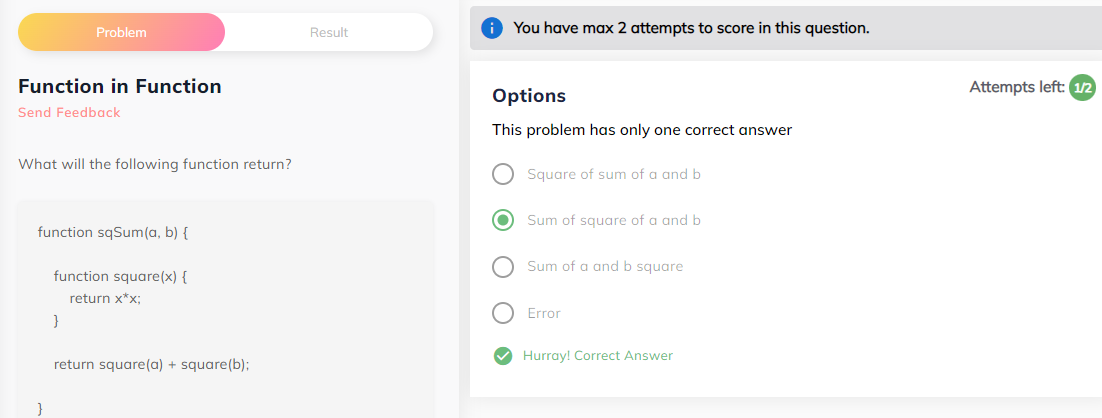 Problem
Result
Function in Function
Send Feedback
What will the following function return?
function sqSum(a, b) {
function square(x) {
return x*x;
}
return square(a) + square(b);
}
You have max 2 attempts to score in this question.
Options
Attempts left: 1/2
This problem has only one correct answer
Square of sum of a and b
Sum of square of a and b
Sum of a and b square
Error
Hurray! Correct Answer